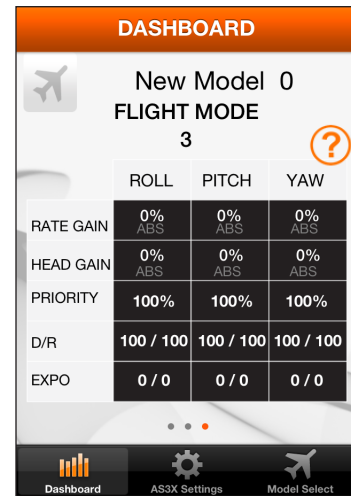 DASHBOARD
New Model 0
FLIGHT MODE
3
?
ROLL PITCH YAW
RATE GAIN 0% 0% 0%
ABS ABS ABS
HEAD GAIN 0% 0% 0%
ABS ABS ABS
PRIORITY 100% 100% 100%
D/R 100 / 100 100 / 100 100 / 100
EXPO 0 / 0 0 / 0 0 / 0
Dashboard AS3X Settings Model Select